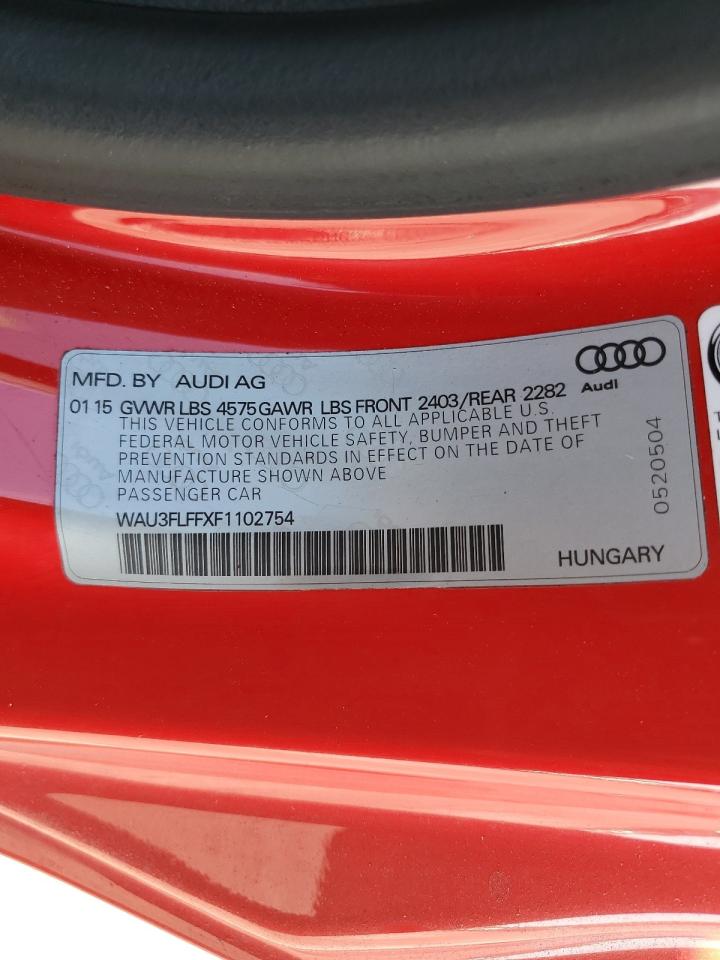 MFD. BY AUDI AG
Audi
01 15 GVWR LBS 4575 GAWR LBS FRONT 2403/REAR 2282
THIS VEHICLE CONFORMS TO ALL APPLICABLE U.S.
FEDERAL MOTOR VEHICLE SAFETY, BUMPER AND THEFT
PREVENTION STANDARDS IN EFFECT ON THE DATE OF
MANUFACTURE SHOWN ABOVE
PASSENGER CAR
WAU3FLFFXF1102754
HUNGARY
0520504